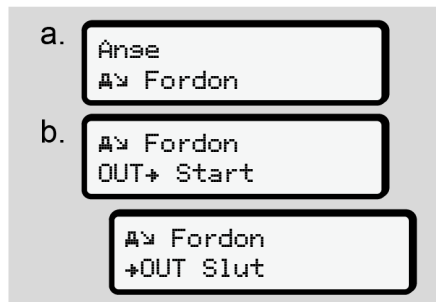 a.
Ange
Fordon
b.
Fordon
OUT→ Start
Fordon
→OUT Slut